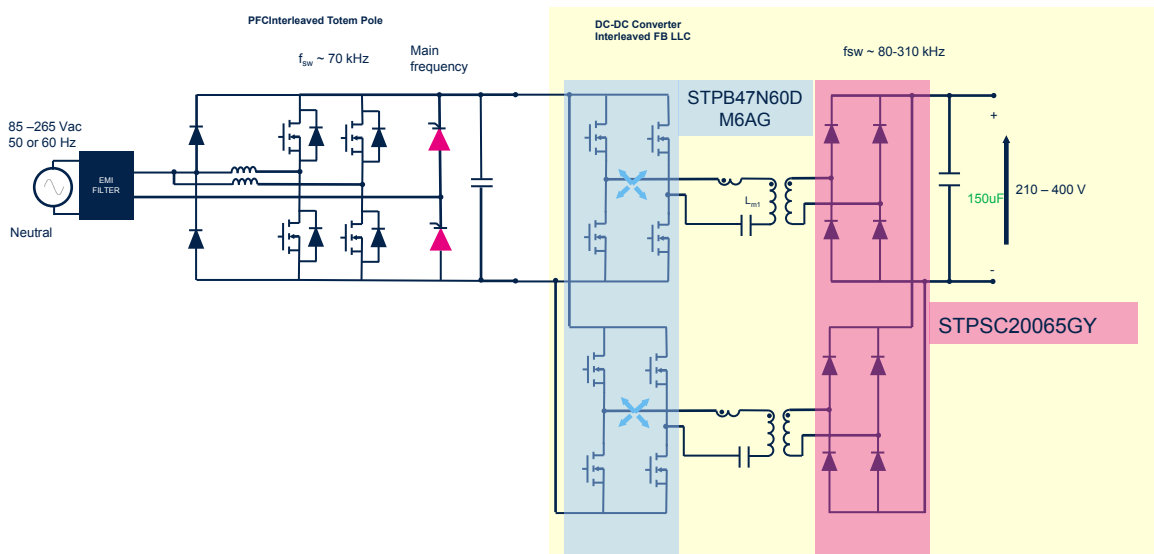 PFCInterleaved Totem Pole
DC-DC Converter
Interleaved FB LLC
fsw ~ 70 kHz
Main
frequency
fsw ~ 80-310 kHz
STPB47N60D
M6AG
85 –265 Vac
50 or 60 Hz
EMI
FILTER
Neutral
Lm1
+
150uF
210 – 400 V
-
STPSC20065GY